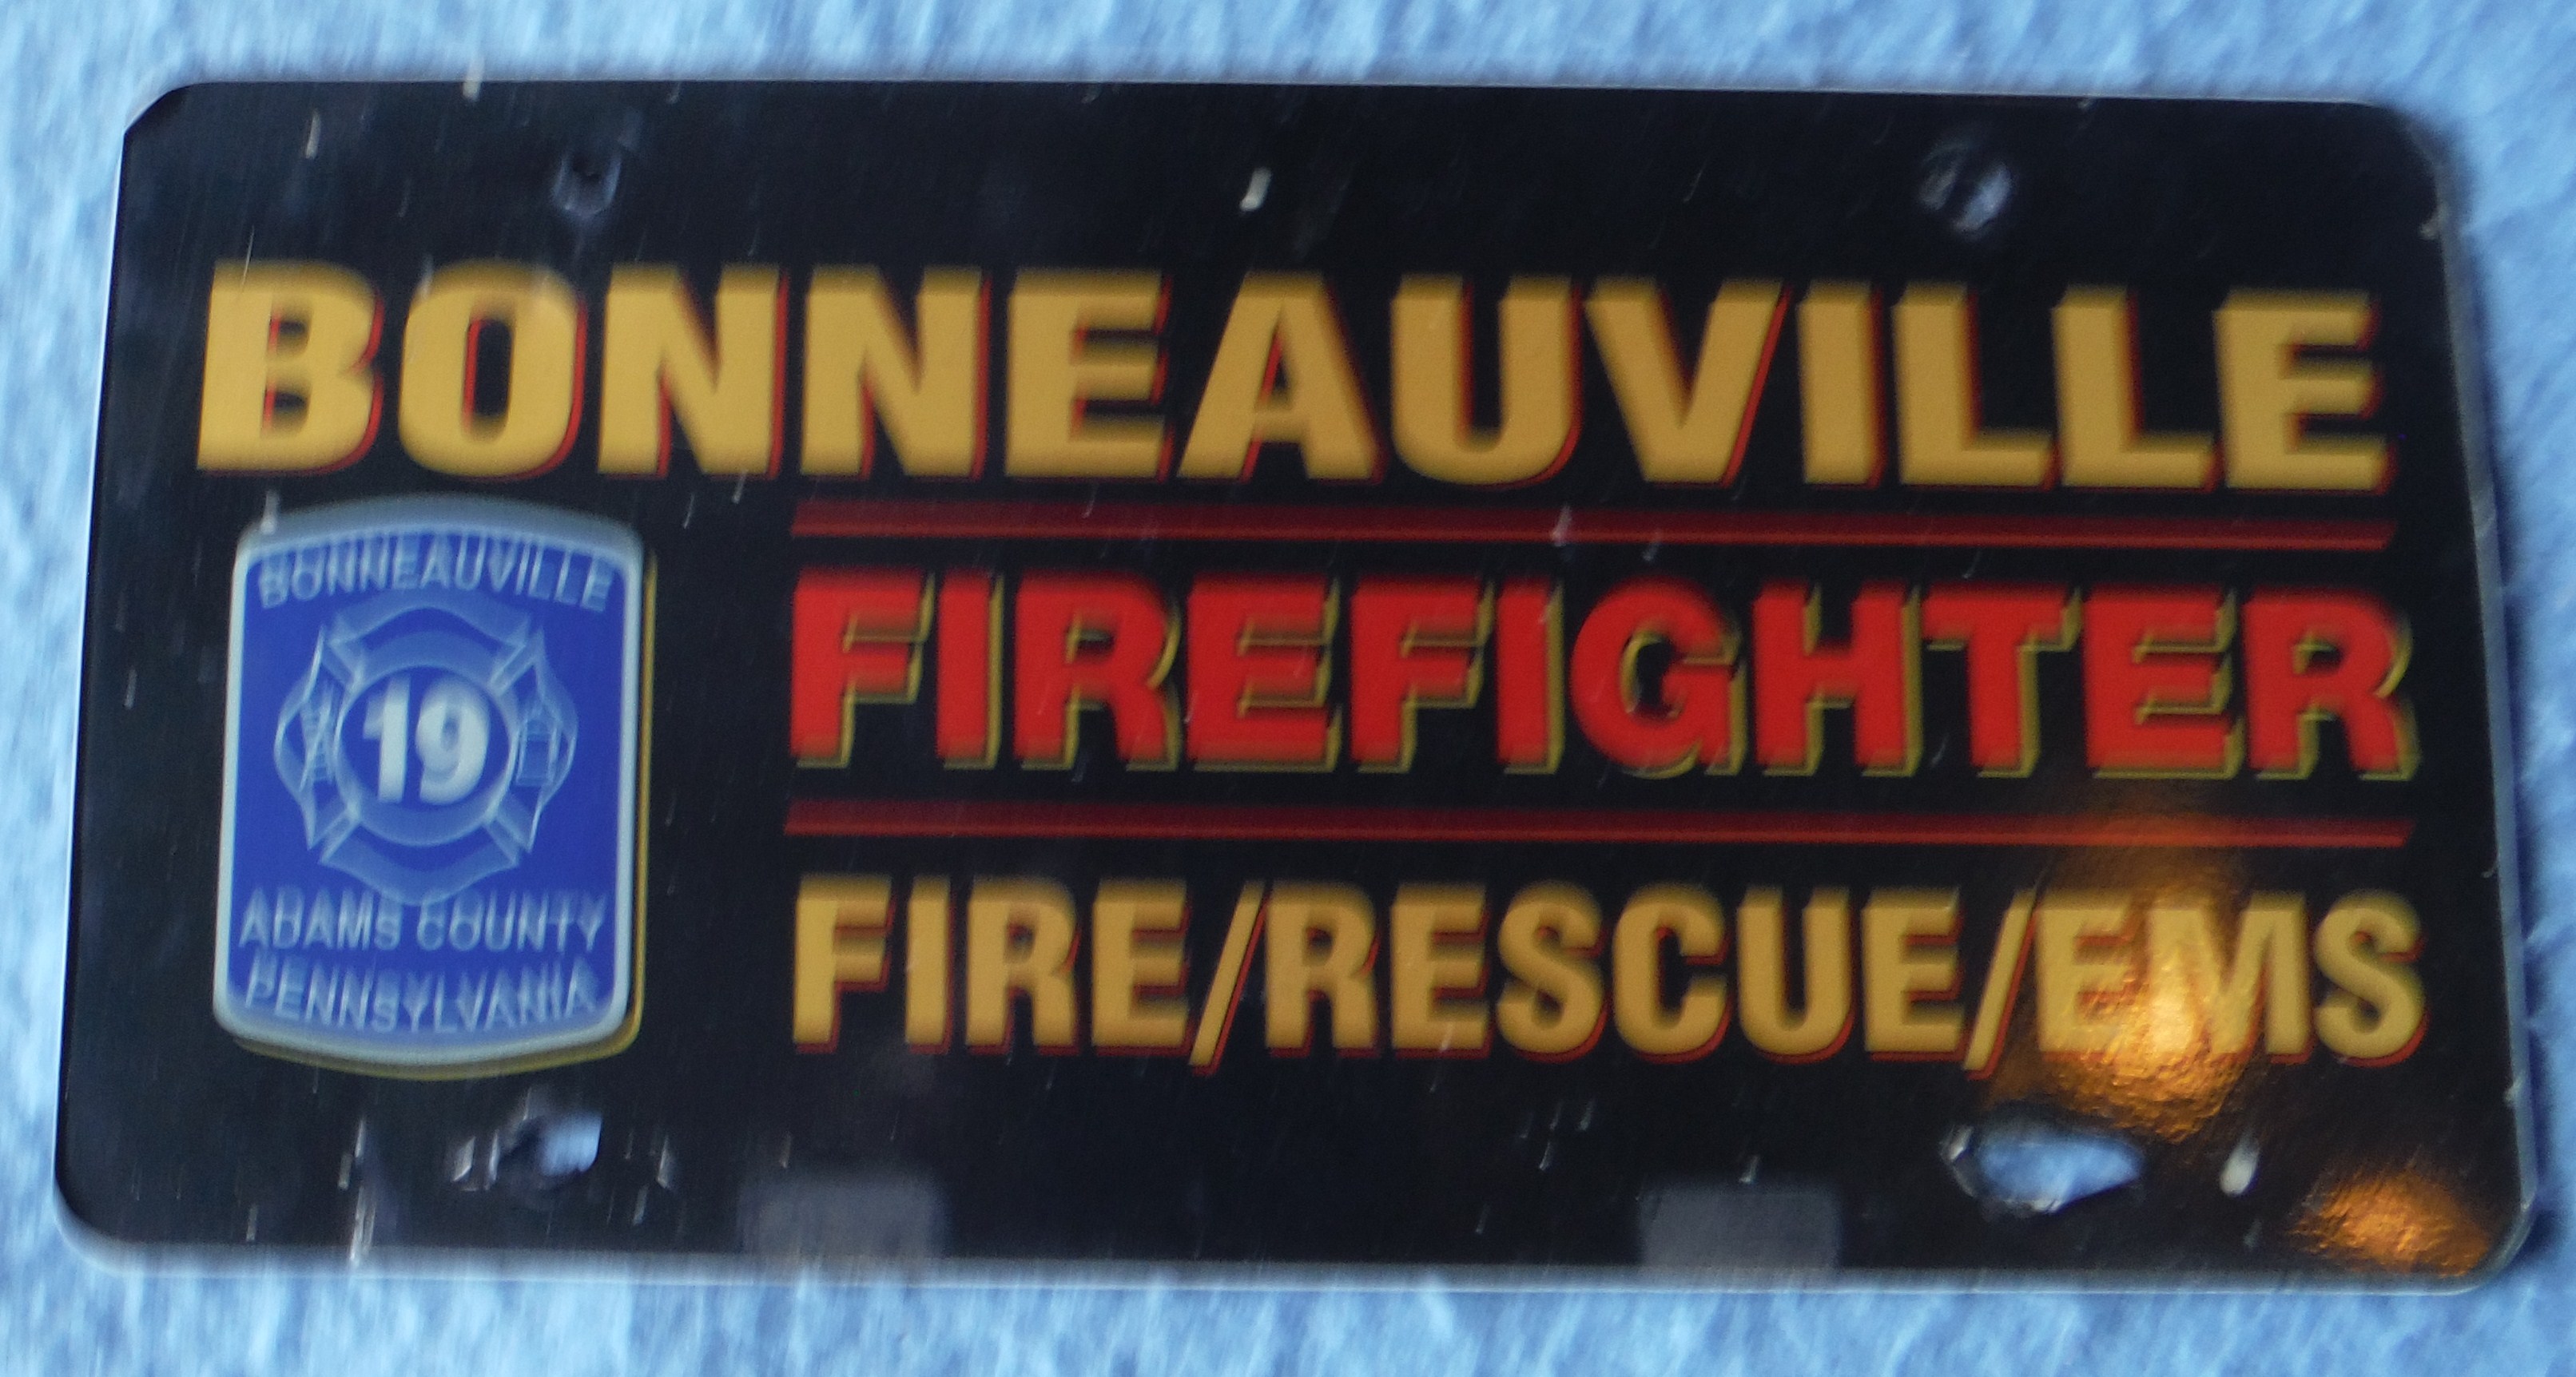 BONNEAUVILLE
BONNEAUVILLE
19
ADAMS COUNTY
PENNSYLVANIA
FIREFIGHTER
FIRE/RESCUE/EMS